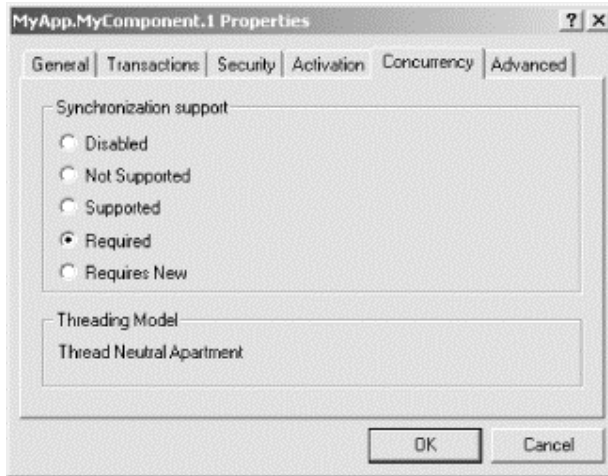 MyApp.MyComponent.1 Properties ? ×
General Transactions Security Activation Concurrency Advanced
Synchronization support
Disabled
Not Supported
Supported
Required
Requires New
Threading Model
Thread Neutral Apartment
OK Cancel